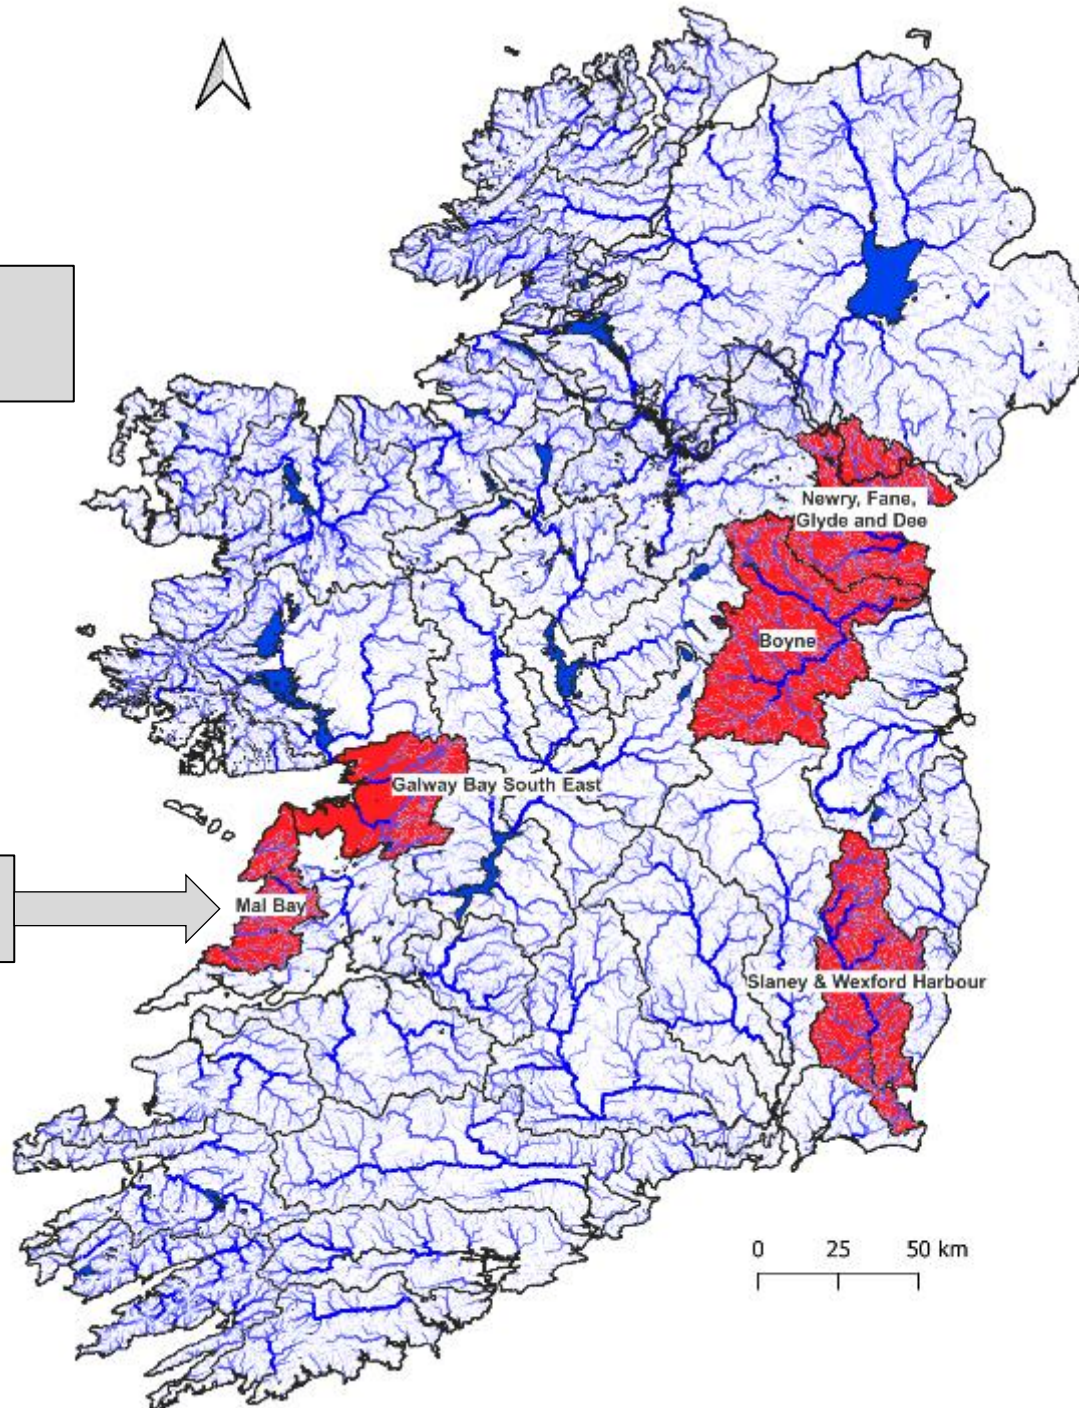 Newry, Fane,
Glyde and Dee
Boyne
Galway Bay South East
Mal Bay
Slaney & Wexford Harbour
0 25 50 km